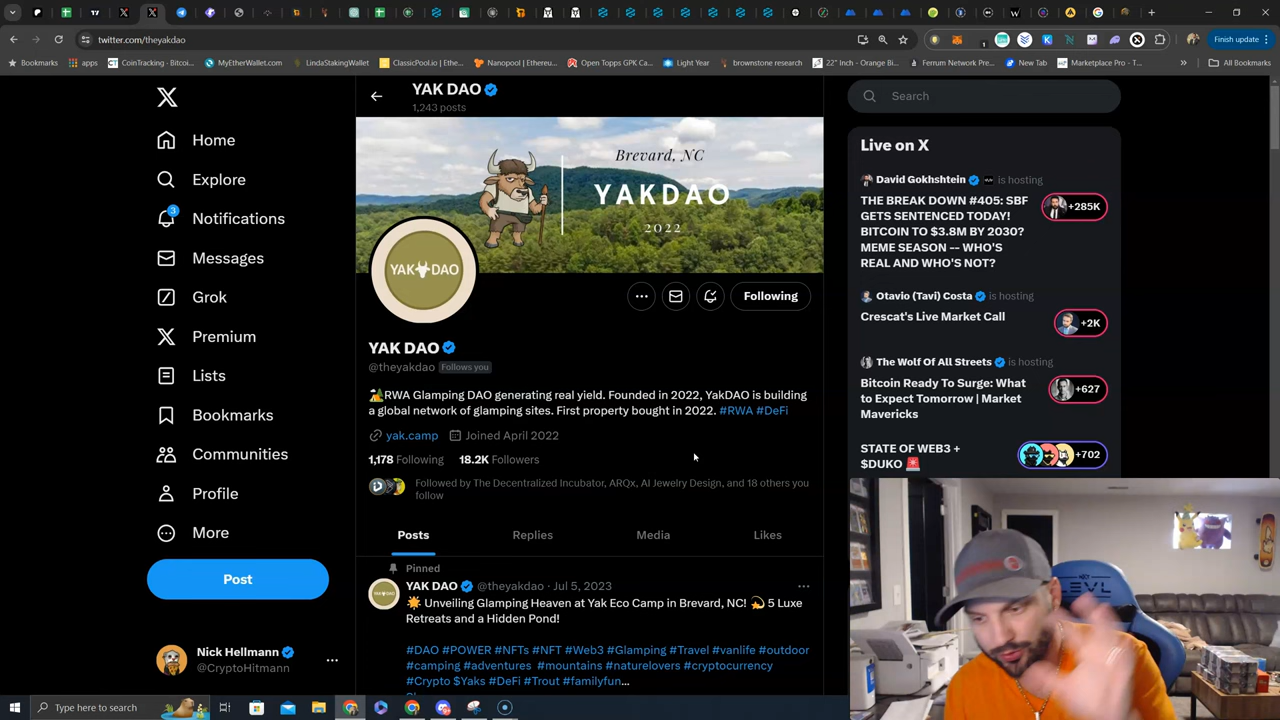 twitter.com/theyakdao
Finish update
Bookmarks
apps
CoinTracking - Bitcoi...
MyEtherWallet.com
LindaStakingWallet
ClassicPool.io | Ethe...
Nanopool | Ethereu...
Open Topps GPK Ca...
Light Year
brownstone research
22" Inch - Orange Bi...
Ferrum Network Pre...
New Tab
Marketplace Pro - T...
All Bookmarks
YAK DAO
1,243 posts
Home
Explore
3
Notifications
Messages
Grok
Premium
Lists
Bookmarks
Communities
Profile
More
Post
Nick Hellmann
@CryptoHitmann
Brevard, NC
YAKDAO
2022
YAK DAO
Following
YAK DAO
@theyakdao Follows you
🏕️RWA Glamping DAO generating real yield. Founded in 2022, YakDAO is building
a global network of glamping sites. First property bought in 2022. #RWA #DeFi
yak.camp Joined April 2022
1,178 Following 18.2K Followers
Followed by The Decentralized Incubator, ARQx, AI Jewelry Design, and 18 others you
follow
Posts Replies Media Likes
Pinned
YAK DAO @theyakdao · Jul 5, 2023
☀️ Unveiling Glamping Heaven at Yak Eco Camp in Brevard, NC! 💫 5 Luxe
Retreats and a Hidden Pond!
#DAO #POWER #NFTs #NFT #Web3 #Glamping #Travel #vanlife #outdoor
#camping #adventures #mountains #naturelovers #cryptocurrency
#Crypto $Yaks #DeFi #Trout #familyfun...
Search
Live on X
David Gokhshtein is hosting
THE BREAK DOWN #405: SBF
GETS SENTENCED TODAY!
BITCOIN TO $3.8M BY 2030?
MEME SEASON -- WHO'S
REAL AND WHO'S NOT?
+285K
Otavio (Tavi) Costa is hosting
Crescat's Live Market Call
+2K
The Wolf Of All Streets is hosting
Bitcoin Ready To Surge: What
to Expect Tomorrow | Market
Mavericks
+627
STATE OF WEB3 +
$DUKO 🚨
+702
Type here to search